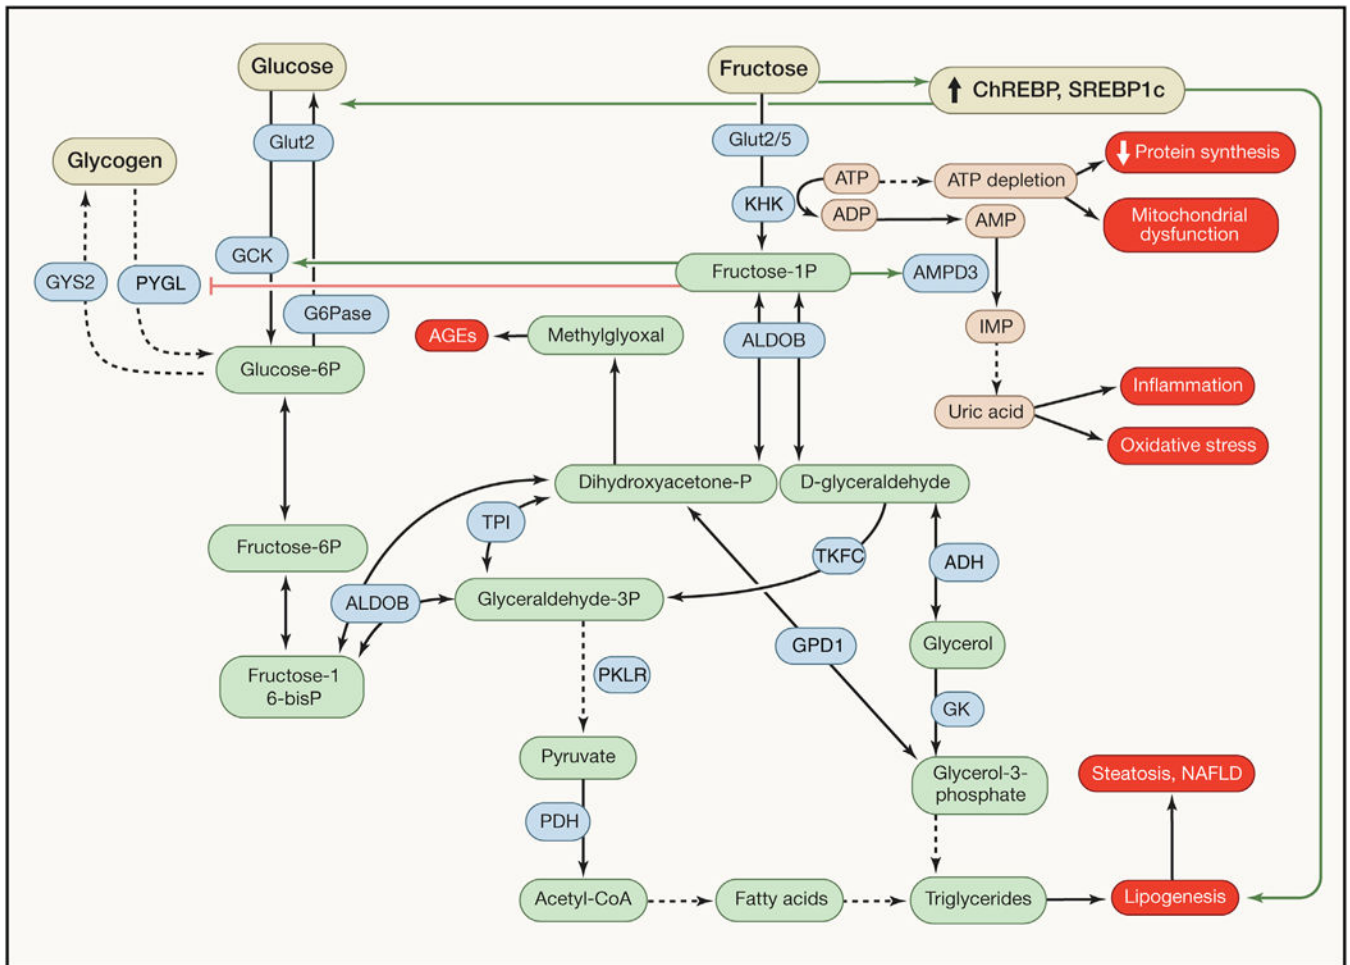 Glucose
Fructose
ChREBP, SREBP1c
Glut2
Glut2/5
Glycogen
Protein synthesis
ATP
ATP depletion
KHK
ADP
AMP
Mitochondrial
dysfunction
GCK
GYS2
PYGL
Fructose-1P
AMPD3
G6Pase
AGEs
Methylglyoxal
ALDOB
IMP
Glucose-6P
Inflammation
Uric acid
Oxidative stress
Dihydroxyacetone-P
D-glyceraldehyde
TPI
Fructose-6P
TKFC
ADH
ALDOB
Glyceraldehyde-3P
GPD1
Glycerol
Fructose-1
6-bisP
PKLR
GK
Pyruvate
Glycerol-3-
phosphate
Steatosis, NAFLD
PDH
Acetyl-CoA
Fatty acids
Triglycerides
Lipogenesis